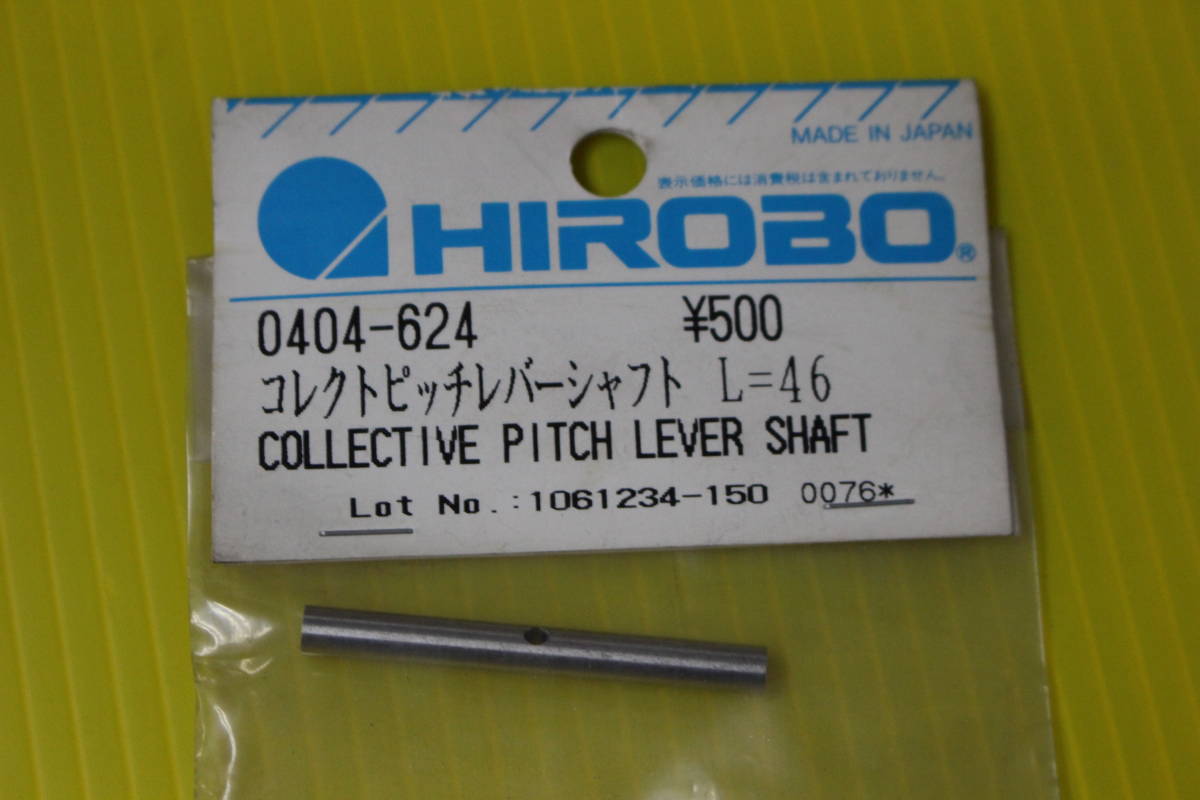 MADE IN JAPAN
表示価格には消費税は含まれておりません。
HIROBO®
0404-624 ¥500
コレクトピッチレバーシャフト L=46
COLLECTIVE PITCH LEVER SHAFT
Lot No.:1061234-150 0076*